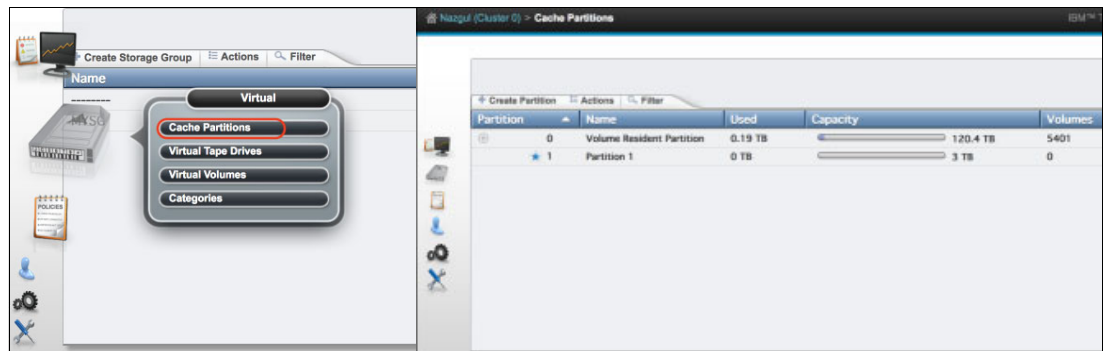 Create Storage Group Actions Filter
Name
--------
MYSG
Virtual
Cache Partitions
Virtual Tape Drives
Virtual Volumes
Categories
POLICIES
Nazgul (Cluster 0) > Cache Partitions
IBM™ T
Create Partition Actions Filter
Partition Name Used Capacity Volumes
0 Volume Resident Partition 0.19 TB 120.4 TB 5401
1 Partition 1 0 TB 3 TB 0